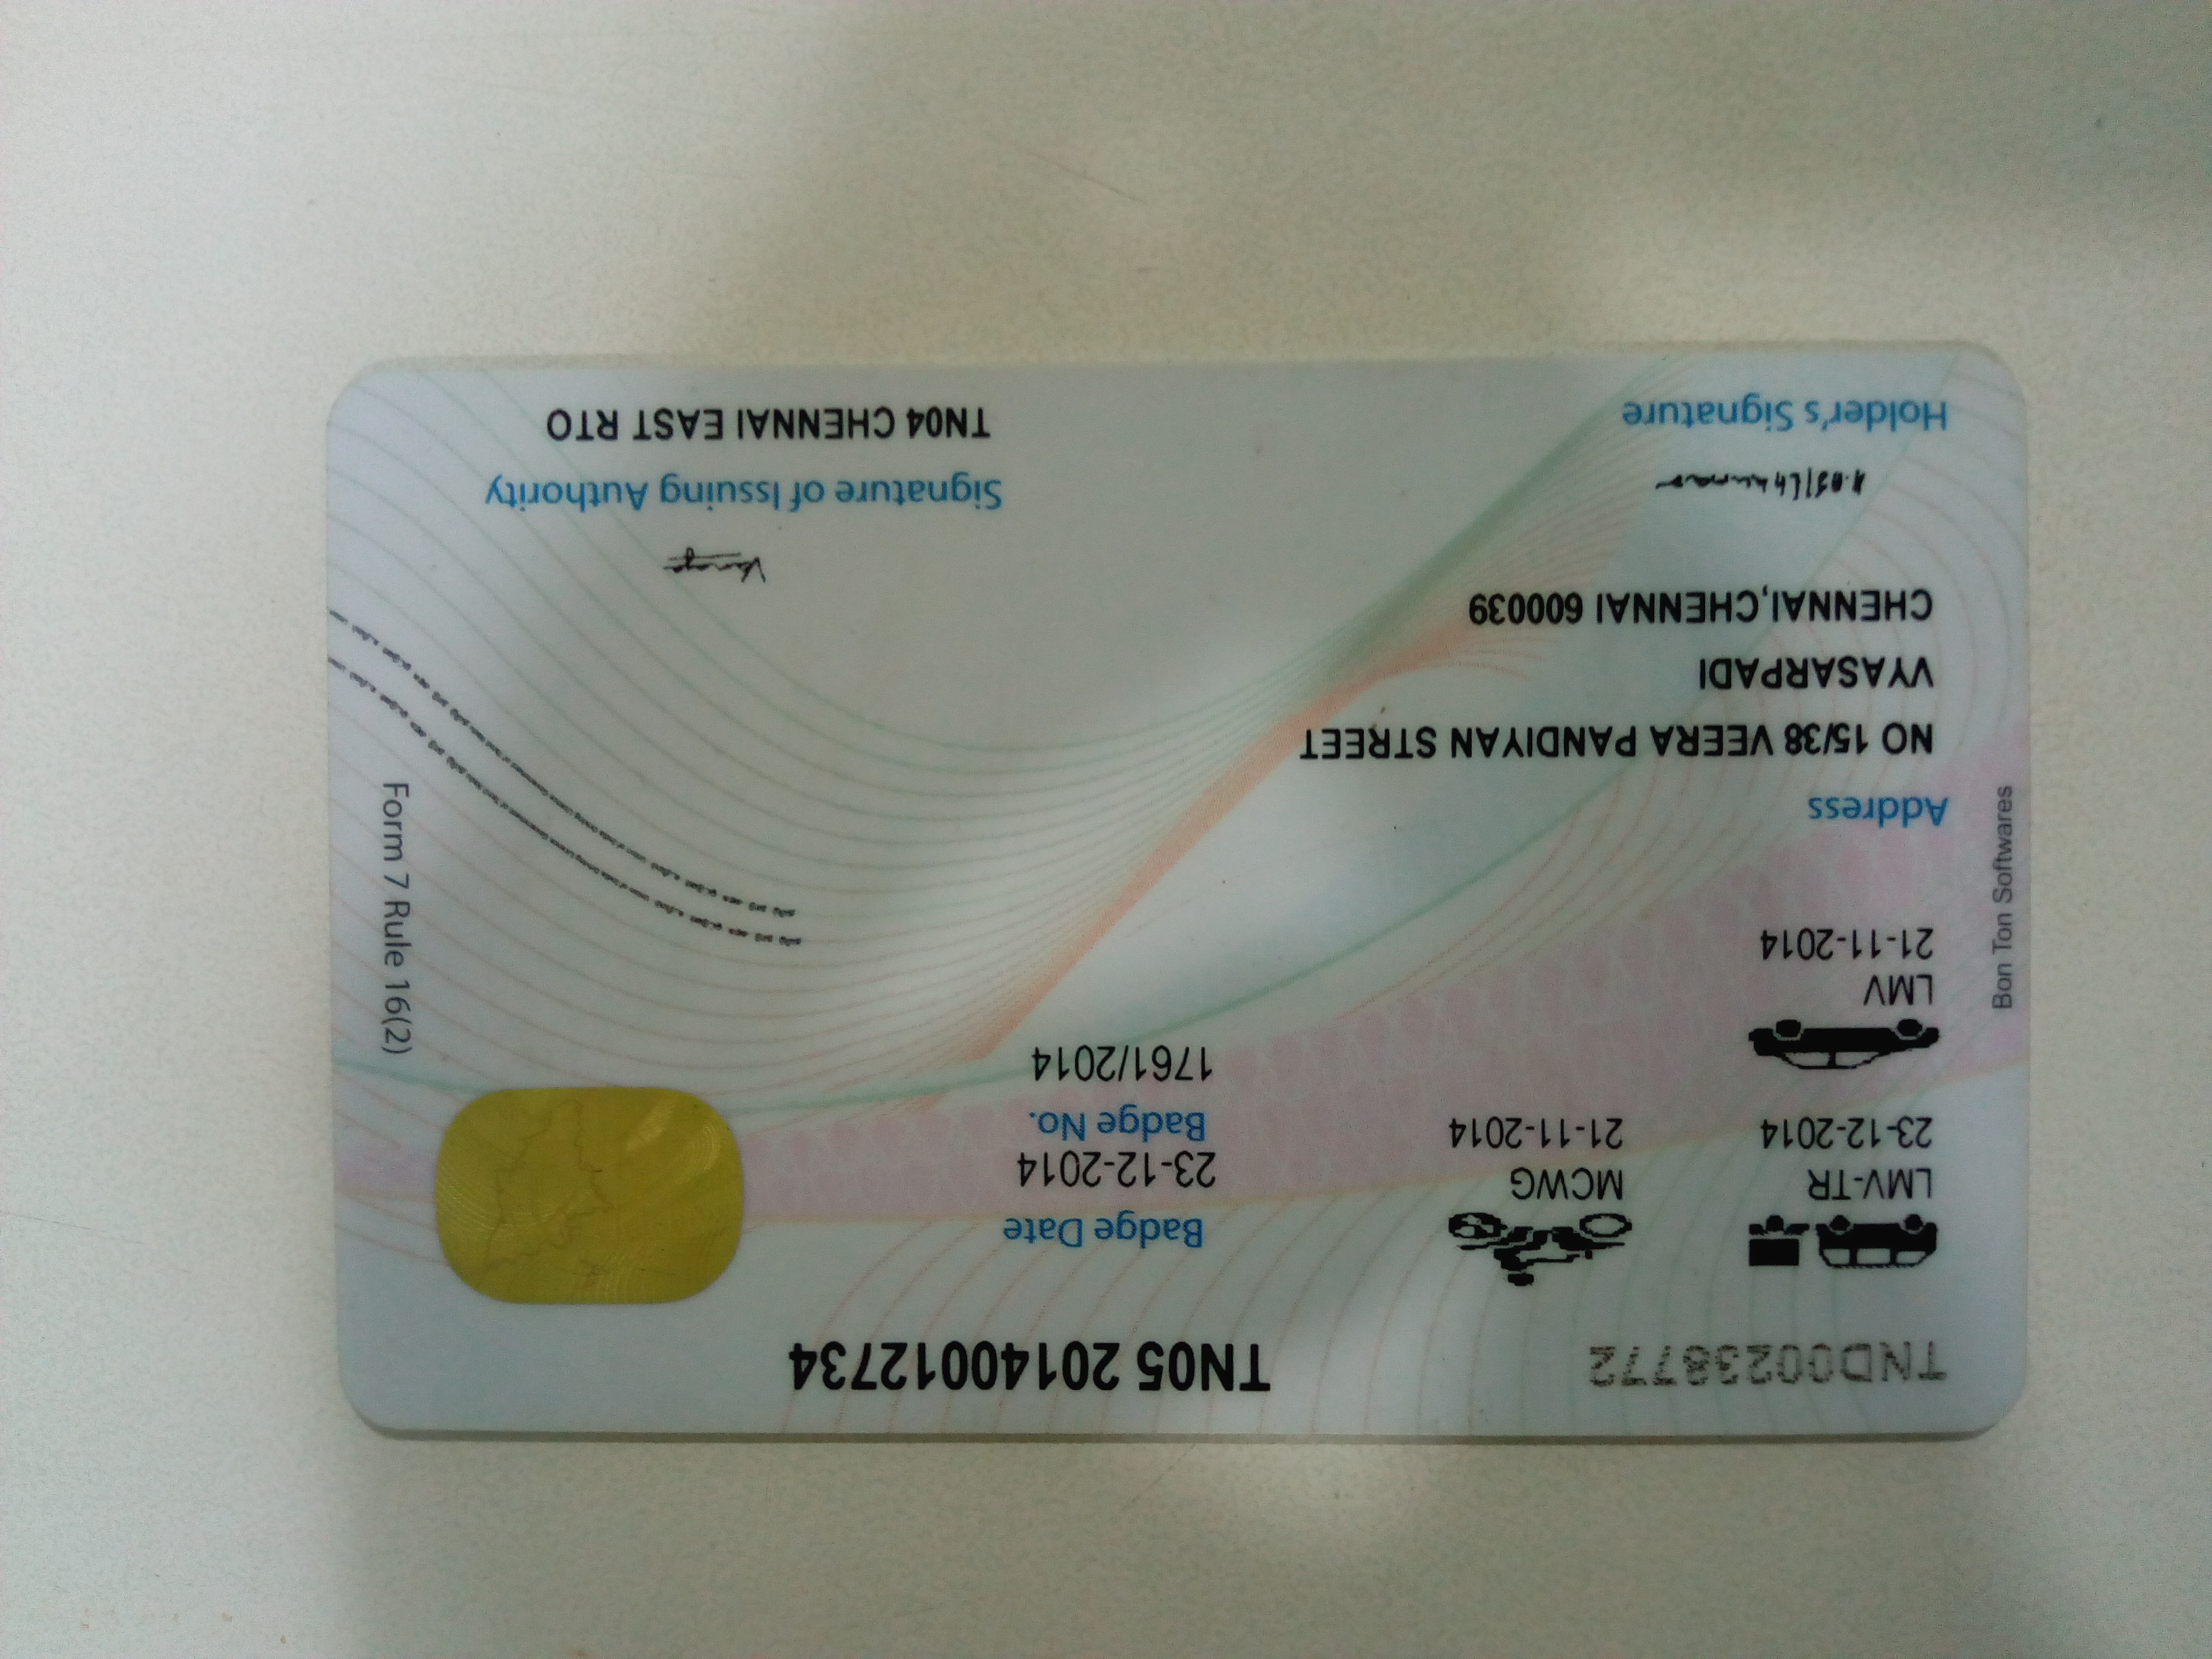 TND00238772
TN05 20140012734
LMV-TR
23-12-2014
MCWG
21-11-2014
Badge Date
23-12-2014
Badge No.
1761/2014
LMV
21-11-2014
Address
NO 15/38 VEERA PANDIYAN STREET
VYASARPADI
CHENNAI,CHENNAI 600039
Holder's Signature
Signature of Issuing Authority
TN04 CHENNAI EAST RTO
Form 7 Rule 16(2)
Bon Ton Softwares